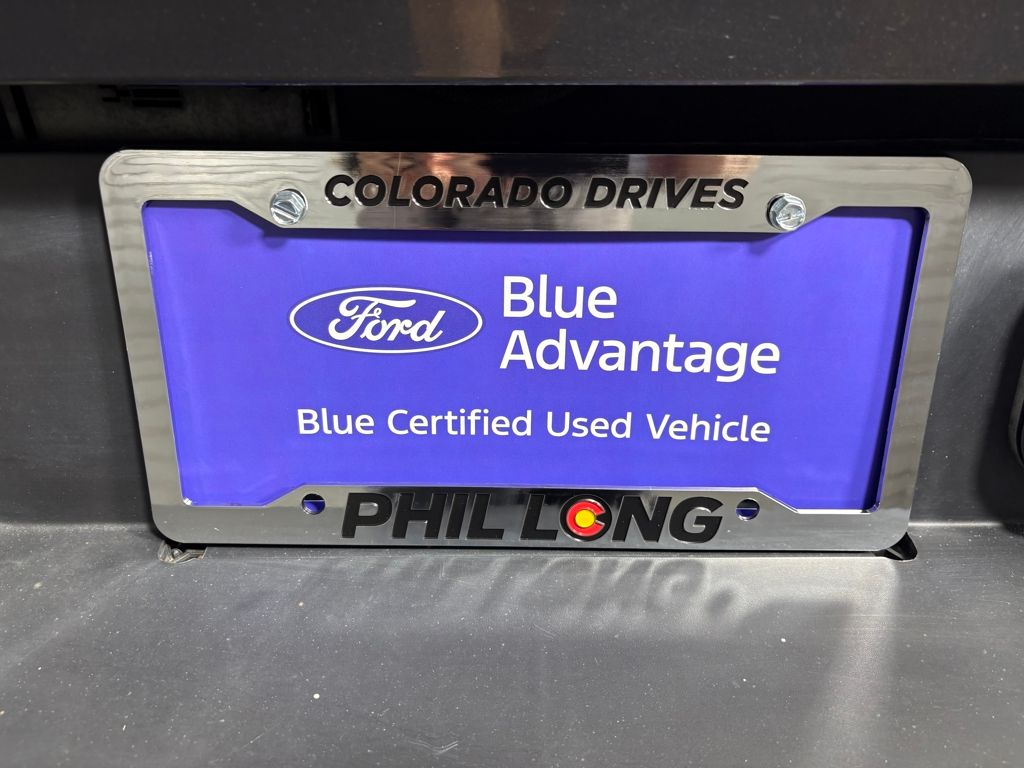 COLORADO DRIVES
Ford
Blue
Advantage
Blue Certified Used Vehicle
PHIL LONG